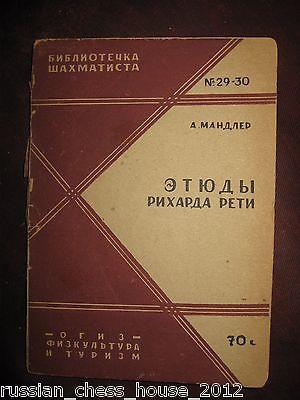 БИБЛИОТЕЧКА
ШАХМАТИСТА
№29-30
А. МАНДЛЕР
ЭТЮДЫ
РИХАРДА РЕТИ
70 к.
—ОГИЗ—
ФИЗКУЛЬТУРА
И ТУРИЗМ
russian_chess_house_2012